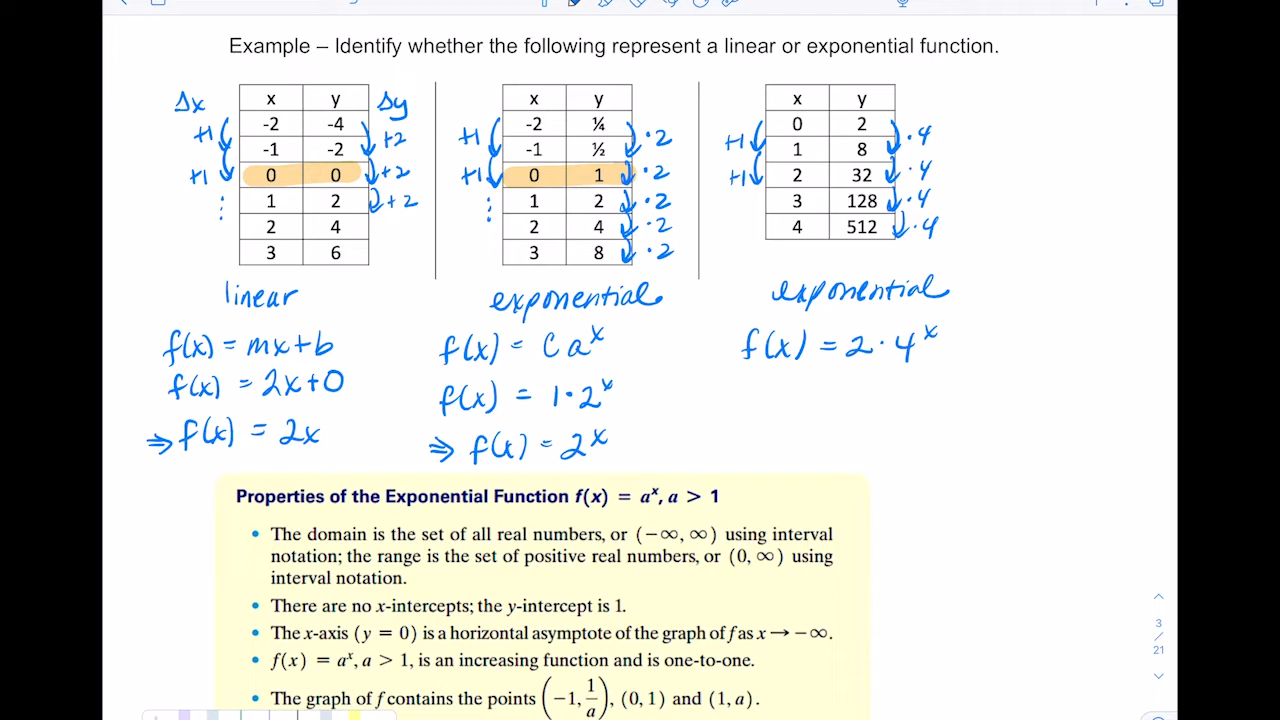 Example – Identify whether the following represent a linear or exponential function.
Δx x y Δy
-2 -4
+1 -1 -2 +2
+1 0 0 +2
⋮ 1 2 +2
2 4
3 6
linear
f(x) = mx+b
f(x) = 2x+0
⇒ f(x) = 2x
x y
-2 ¼
+1 -1 ½ ·2
+1 0 1 ·2
⋮ 1 2 ·2
2 4 ·2
3 8 ·2
exponential
f(x) = C aˣ
f(x) = 1·2ˣ
⇒ f(x) = 2ˣ
x y
0 2
+1 1 8 ·4
+1 2 32 ·4
3 128 ·4
4 512 ·4
exponential
f(x) = 2·4ˣ
Properties of the Exponential Function f(x) = aˣ, a > 1
• The domain is the set of all real numbers, or (−∞, ∞) using interval
notation; the range is the set of positive real numbers, or (0, ∞) using
interval notation.
• There are no x-intercepts; the y-intercept is 1.
• The x-axis (y = 0) is a horizontal asymptote of the graph of f as x → −∞.
• f(x) = aˣ, a > 1, is an increasing function and is one-to-one.
• The graph of f contains the points (−1, 1/a), (0, 1) and (1, a).
3
/
21